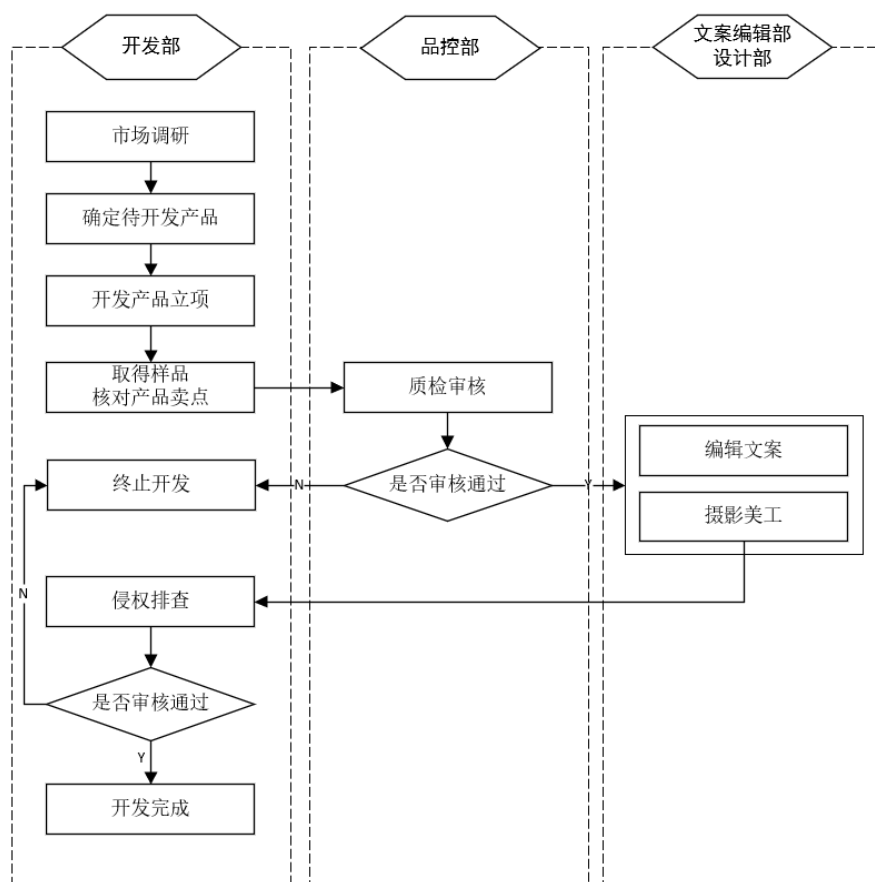 开发部
品控部
文案编辑部
设计部
市场调研
确定待开发产品
开发产品立项
取得样品
核对产品卖点
质检审核
编辑文案
终止开发
N
是否审核通过
Y
摄影美工
N
侵权排查
是否审核通过
Y
开发完成